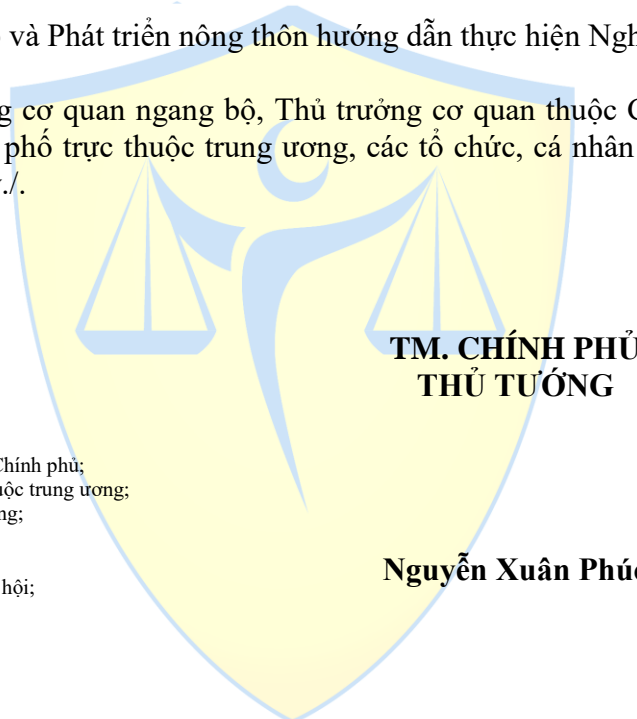 và Phát triển nông thôn hướng dẫn thực hiện Ngh
g cơ quan ngang bộ, Thủ trưởng cơ quan thuộc C
phố trực thuộc trung ương, các tổ chức, cá nhân
./.
TM. CHÍNH PHỦ
THỦ TƯỚNG
Chính phủ;
uộc trung ương;
ng;
Nguyễn Xuân Phúc
hội;